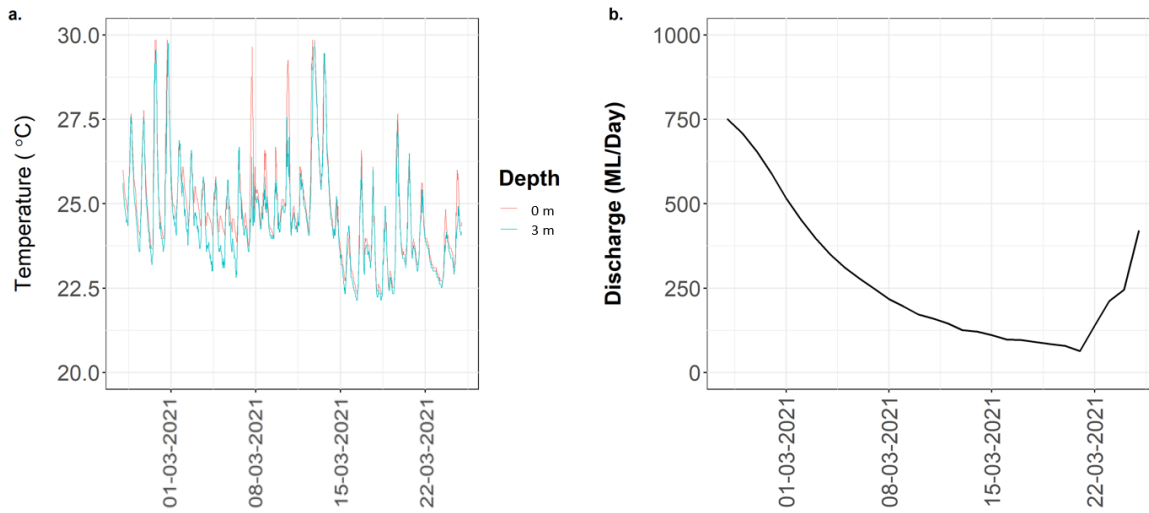 a.
Temperature ( °C)
30.0
27.5
25.0
22.5
20.0
01-03-2021
08-03-2021
15-03-2021
22-03-2021
Depth
0 m
3 m
b.
Discharge (ML/Day)
1000
750
500
250
0
01-03-2021
08-03-2021
15-03-2021
22-03-2021